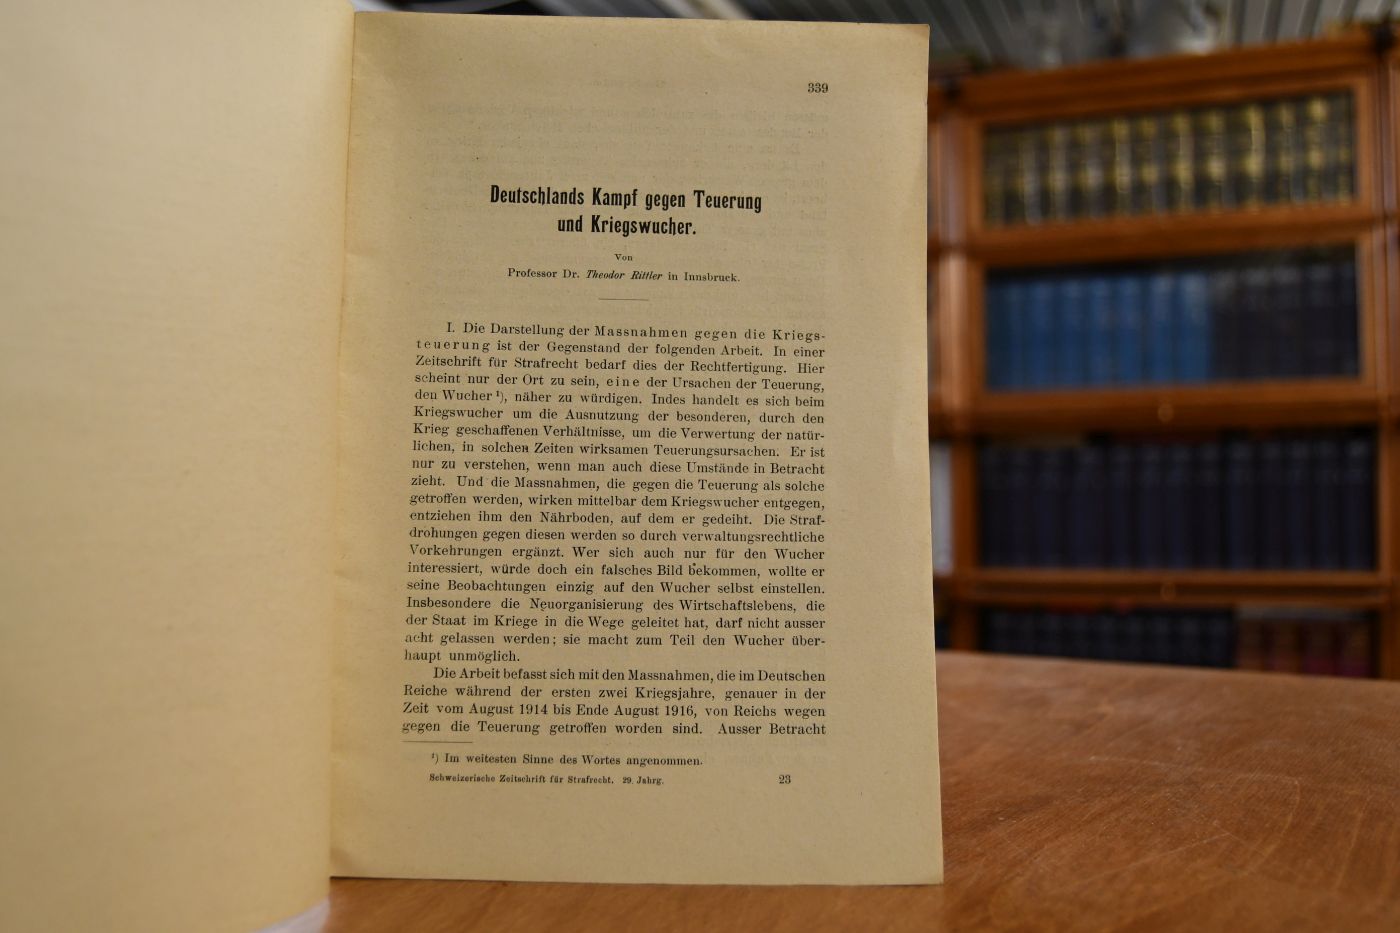 339
Deutschlands Kampf gegen Teuerung
und Kriegswucher.
Von
Professor Dr. Theodor Rittler in Innsbruck.
I. Die Darstellung der Massnahmen gegen die Kriegs-
teuerung ist der Gegenstand der folgenden Arbeit. In einer
Zeitschrift für Strafrecht bedarf dies der Rechtfertigung. Hier
scheint nur der Ort zu sein, eine der Ursachen der Teuerung,
den Wucher ¹), näher zu würdigen. Indes handelt es sich beim
Kriegswucher um die Ausnutzung der besonderen, durch den
Krieg geschaffenen Verhältnisse, um die Verwertung der natür-
lichen, in solchen Zeiten wirksamen Teuerungsursachen. Er ist
nur zu verstehen, wenn man auch diese Umstände in Betracht
zieht. Und die Massnahmen, die gegen die Teuerung als solche
getroffen werden, wirken mittelbar dem Kriegswucher entgegen,
entziehen ihm den Nährboden, auf dem er gedeiht. Die Straf-
drohungen gegen diesen werden so durch verwaltungsrechtliche
Vorkehrungen ergänzt. Wer sich auch nur für den Wucher
interessiert, würde doch ein falsches Bild bekommen, wollte er
seine Beobachtungen einzig auf den Wucher selbst einstellen.
Insbesondere die Neuorganisierung des Wirtschaftslebens, die
der Staat im Kriege in die Wege geleitet hat, darf nicht ausser
acht gelassen werden; sie macht zum Teil den Wucher über-
haupt unmöglich.
Die Arbeit befasst sich mit den Massnahmen, die im Deutschen
Reiche während der ersten zwei Kriegsjahre, genauer in der
Zeit vom August 1914 bis Ende August 1916, von Reichs wegen
gegen die Teuerung getroffen worden sind. Ausser Betracht
¹) Im weitesten Sinne des Wortes angenommen.
Schweizerische Zeitschrift für Strafrecht. 29. Jahrg. 23